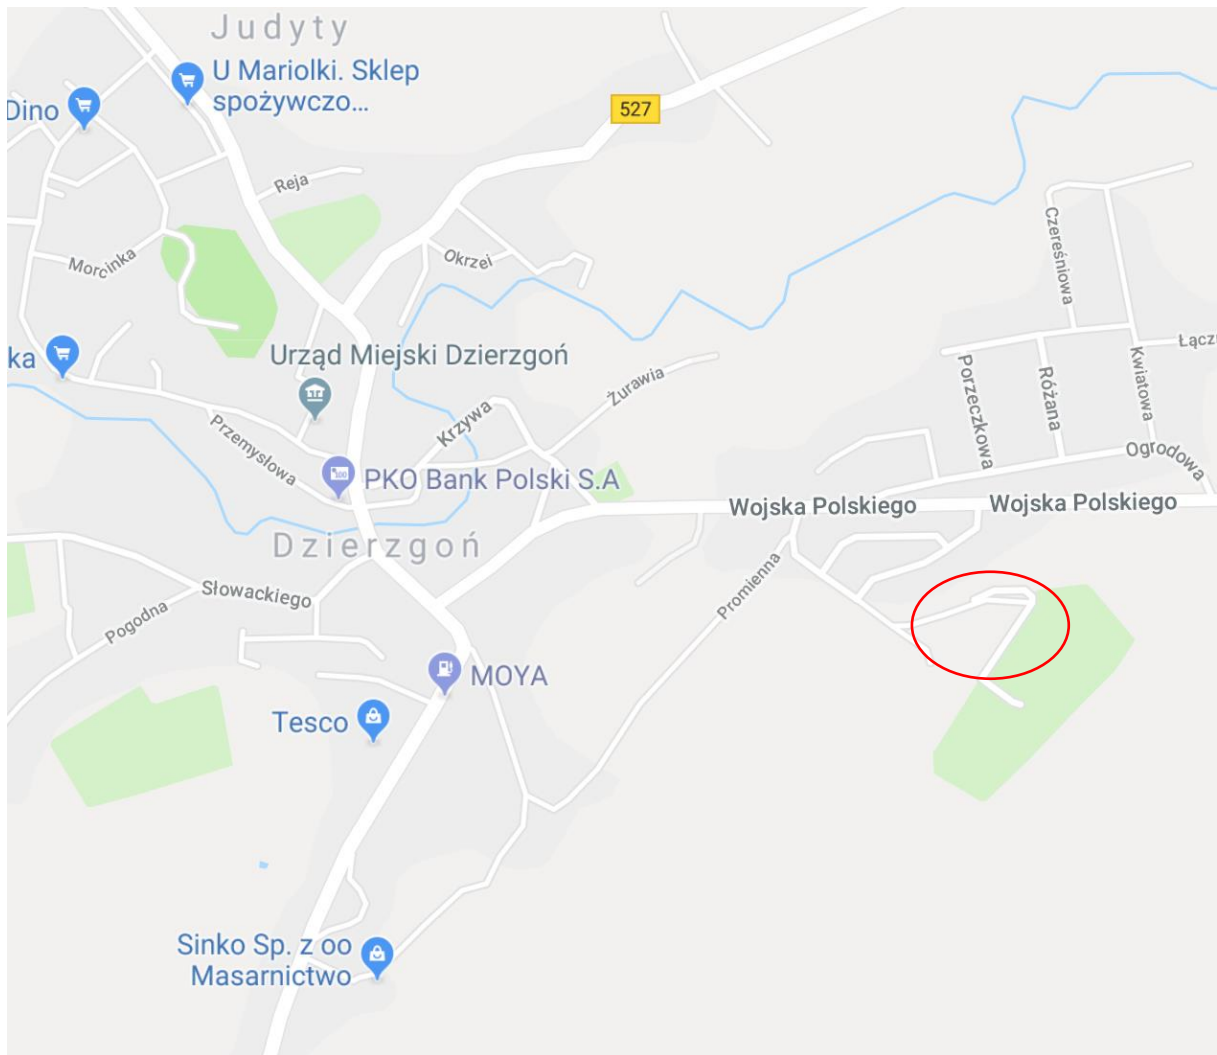 Judyty
U Mariolki. Sklep
spożywczo...
Dino
527
Reja
Czereśniowa
Morcinka
Okrzei
ka
Urząd Miejski Dzierzgoń
Łączn
Żurawia
Kwiatowa
Porzeczkowa
Różana
Krzywa
Przemysłowa
Ogrodowa
PKO Bank Polski S.A
Wojska Polskiego
Wojska Polskiego
Dzierzgoń
Promienna
Słowackiego
Pogodna
MOYA
Tesco
Sinko Sp. z oo
Masarnictwo